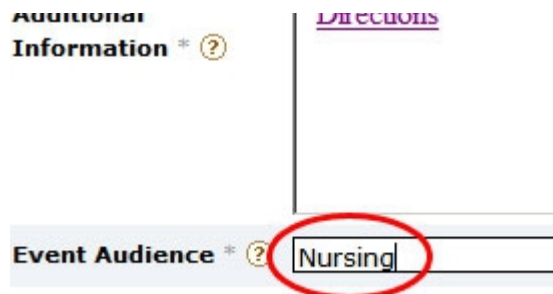 Additional
Information * ?
Directions
Event Audience * ?
Nursing